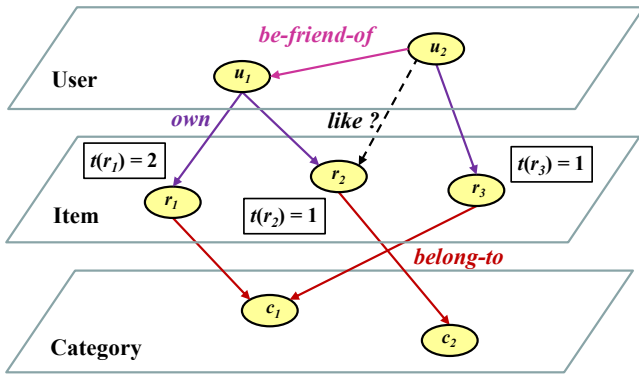 be-friend-of
u2
u1
User
own
like ?
t(r1) = 2
t(r3) = 1
r2
r3
r1
t(r2) = 1
Item
belong-to
c1
c2
Category